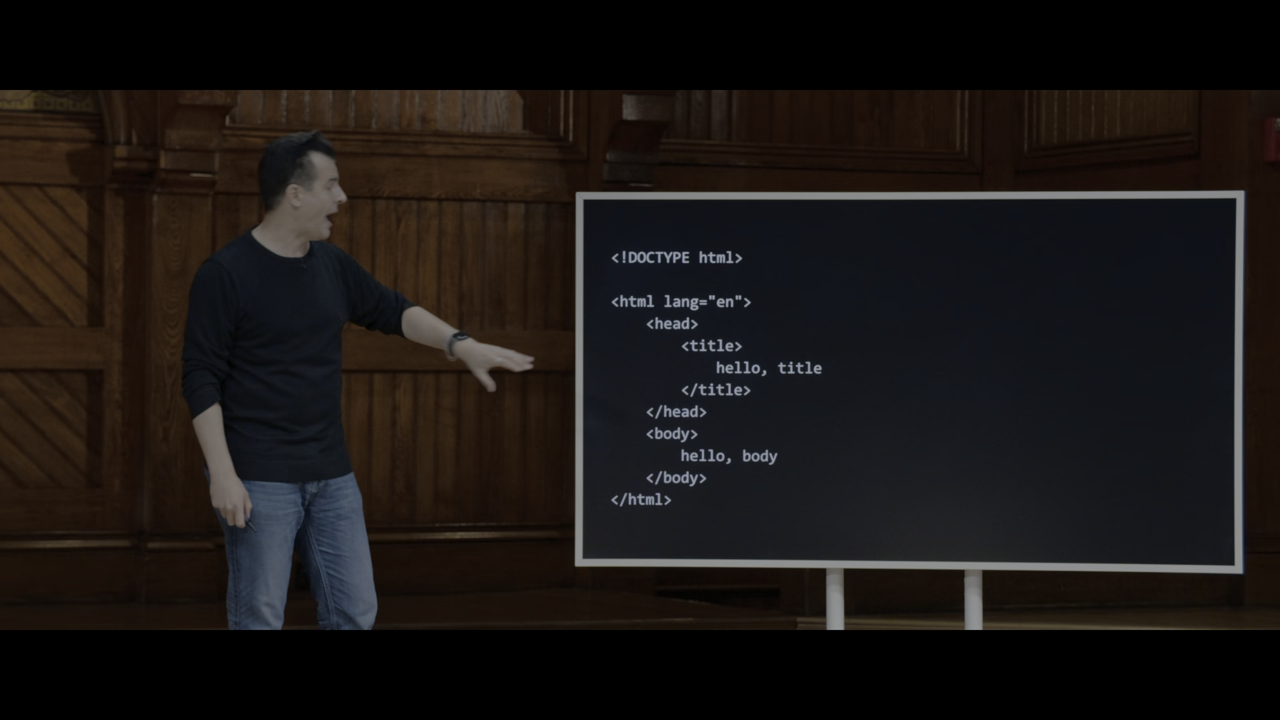 <!DOCTYPE html>
<html lang="en">
<head>
<title>
hello, title
</title>
</head>
<body>
hello, body
</body>
</html>